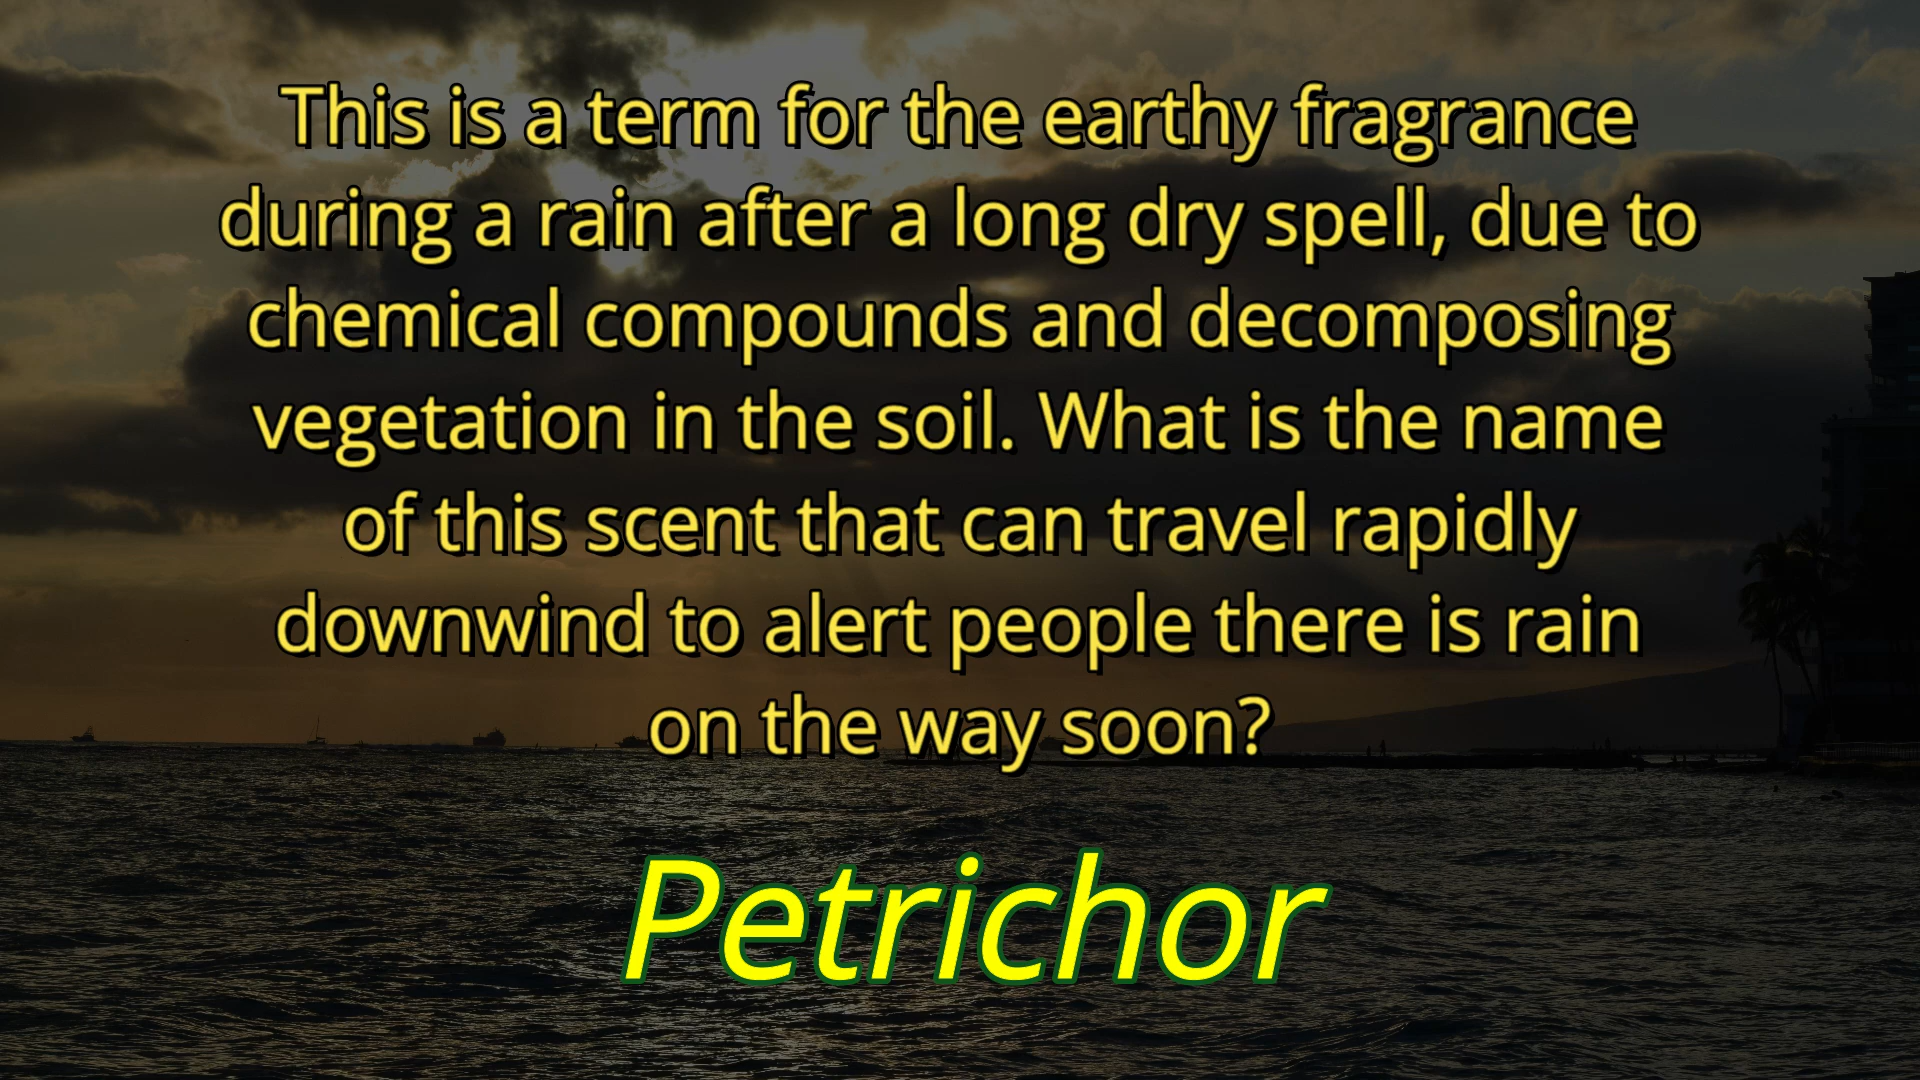 This is a term for the earthy fragrance
during a rain after a long dry spell, due to
chemical compounds and decomposing
vegetation in the soil. What is the name
of this scent that can travel rapidly
downwind to alert people there is rain
on the way soon?
Petrichor